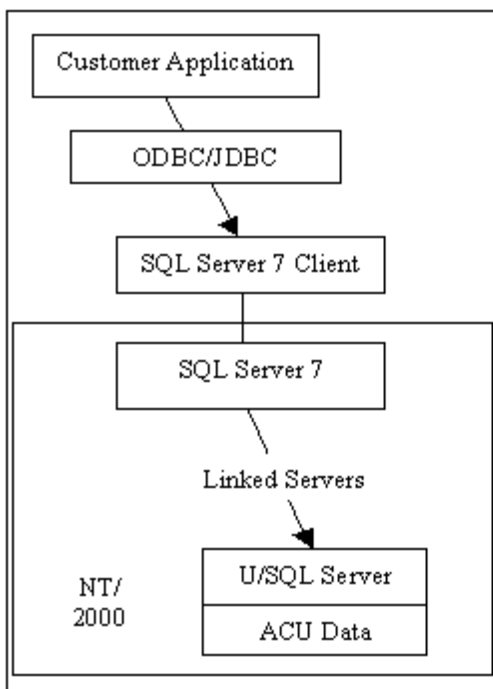 Customer Application
ODBC/JDBC
SQL Server 7 Client
SQL Server 7
Linked Servers
U/SQL Server
NT/
2000
ACU Data